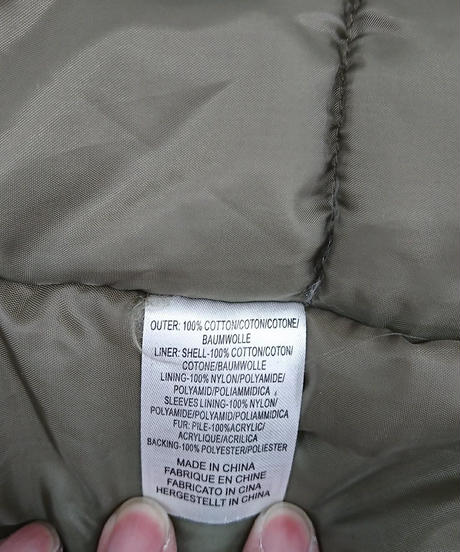 OUTER: 100% COTTON/COTON/COTONE/
BAUMWOLLE
LINER: SHELL-100% COTTON/COTON/
COTONE/BAUMWOLLE
LINING-100% NYLON/POLYAMIDE/
POLYAMIDE/POLYAMID/POLIAMMIDICA
SLEEVES LINING-100% NYLON/
POLYAMIDE/POLYAMID/POLIAMMIDICA
FUR: PILE-100%ACRYLIC/
ACRYLIQUE/ACRILICA
BACKING-100% POLYESTER/POLIESTER
MADE IN CHINA
FABRIQUE EN CHINE
FABRICATO IN CINA
HERGESTELLT IN CHINA